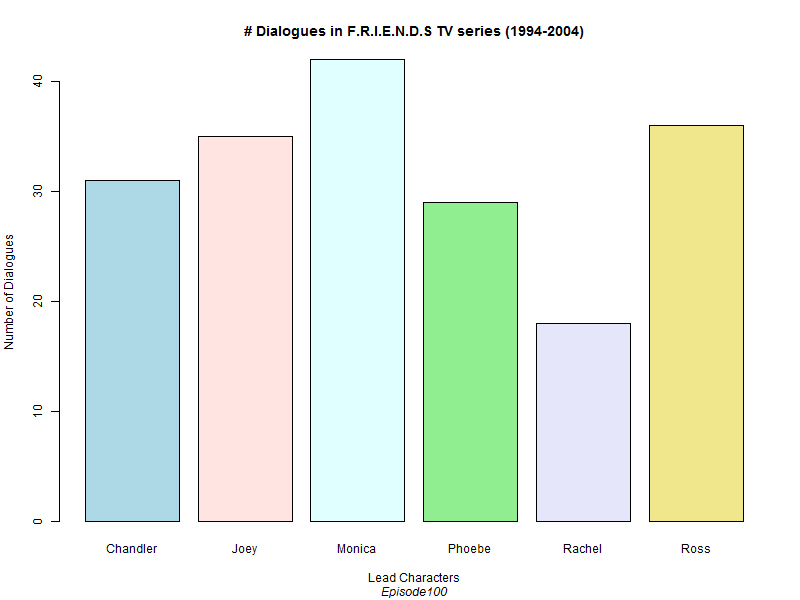 # Dialogues in F.R.I.E.N.D.S TV series (1994-2004)
Number of Dialogues
40
30
20
10
0
Chandler Joey Monica Phoebe Rachel Ross
Lead Characters
Episode100